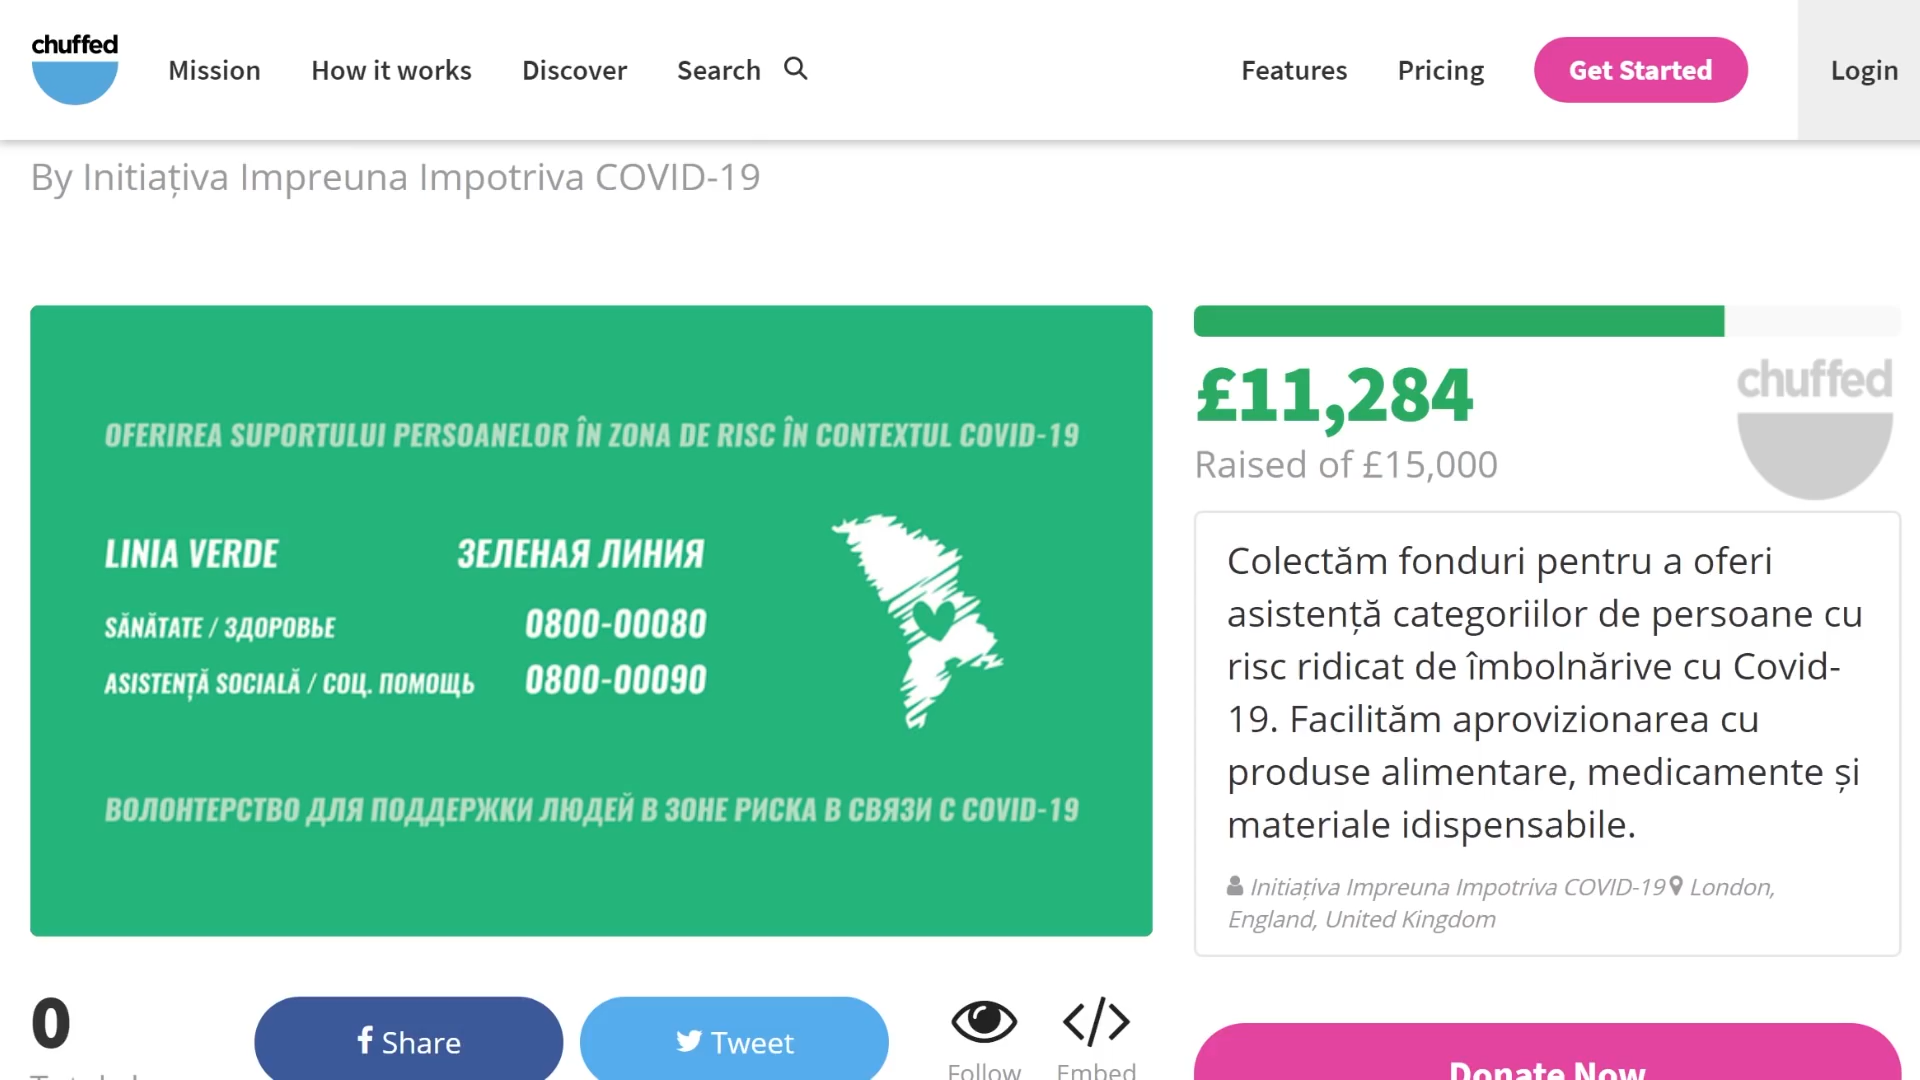 chuffed
Mission
How it works
Discover
Search
Features
Pricing
Get Started
Login
By Initiațiva Impreuna Impotriva COVID-19
OFERIREA SUPORTULUI PERSOANELOR ÎN ZONA DE RISC ÎN CONTEXTUL COVID-19
LINIA VERDE
ЗЕЛЕНАЯ ЛИНИЯ
SĂNĂTATE / ЗДОРОВЬЕ
0800-00080
ASISTENȚĂ SOCIALĂ / СОЦ. ПОМОЩЬ
0800-00090
ВОЛОНТЕРСТВО ДЛЯ ПОДДЕРЖКИ ЛЮДЕЙ В ЗОНЕ РИСКА В СВЯЗИ С COVID-19
£11,284
Raised of £15,000
chuffed
Colectăm fonduri pentru a oferi
asistență categoriilor de persoane cu
risc ridicat de îmbolnărive cu Covid-
19. Facilităm aprovizionarea cu
produse alimentare, medicamente și
materiale idispensabile.
Initiațiva Impreuna Impotriva COVID-19 London,
England, United Kingdom
0
Share
Tweet
Follow
Embed
Donate Now